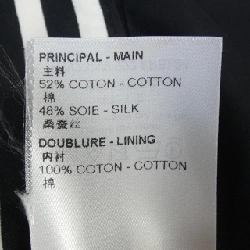 PRINCIPAL - MAIN
主料
52% COTON - COTTON
棉
48% SOIE - SILK
桑蚕丝
DOUBLURE - LINING
内衬
100% COTON - COTTON
棉